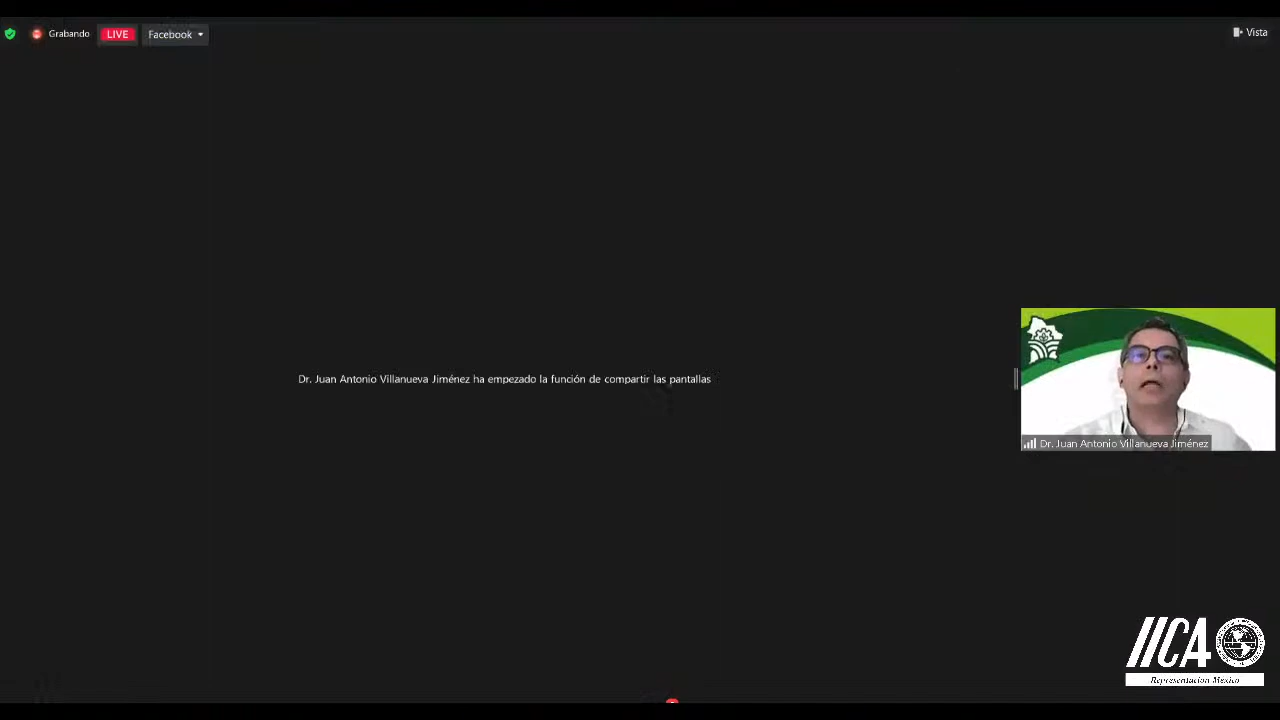 Grabando
LIVE
Facebook
Vista
Dr. Juan Antonio Villanueva Jiménez ha empezado la función de compartir las pantallas
Dr. Juan Antonio Villanueva Jiménez
IICA
Representación México